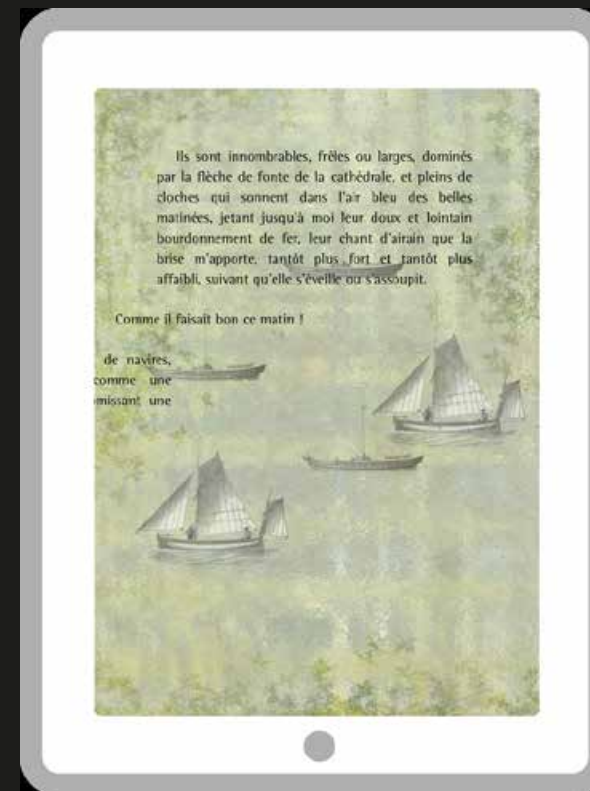 Ils sont innombrables, frêles ou larges, dominés
par la flèche de fonte de la cathédrale, et pleins de
cloches qui sonnent dans l'air bleu des belles
matinées, jetant jusqu'à moi leur doux et lointain
bourdonnement de fer, leur chant d'airain que la
brise m'apporte, tantôt plus fort et tantôt plus
affaibli, suivant qu'elle s'éveille ou s'assoupit.
Comme il faisait bon ce matin !
de navires,
comme une
missant une